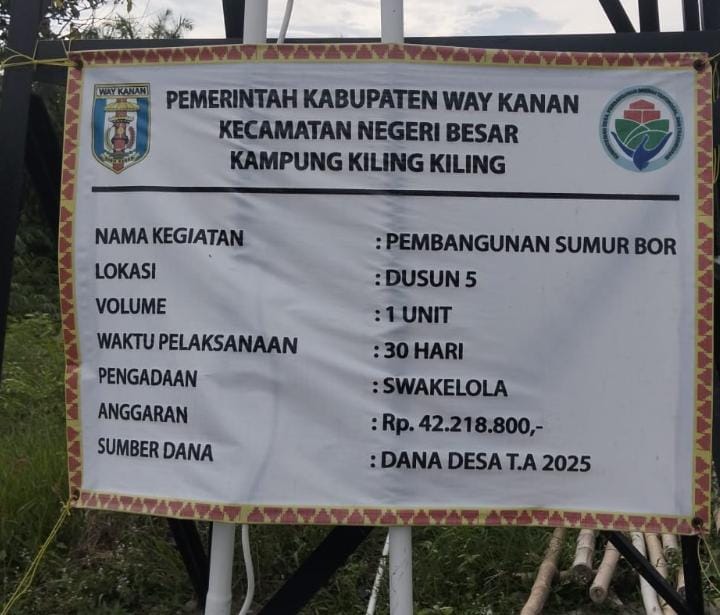 WAY KANAN
PEMERINTAH KABUPATEN WAY KANAN
KECAMATAN NEGERI BESAR
KAMPUNG KILING KILING
NAMA KEGIATAN : PEMBANGUNAN SUMUR BOR
LOKASI : DUSUN 5
VOLUME : 1 UNIT
WAKTU PELAKSANAAN : 30 HARI
PENGADAAN : SWAKELOLA
ANGGARAN : Rp. 42.218.800,-
SUMBER DANA : DANA DESA T.A 2025